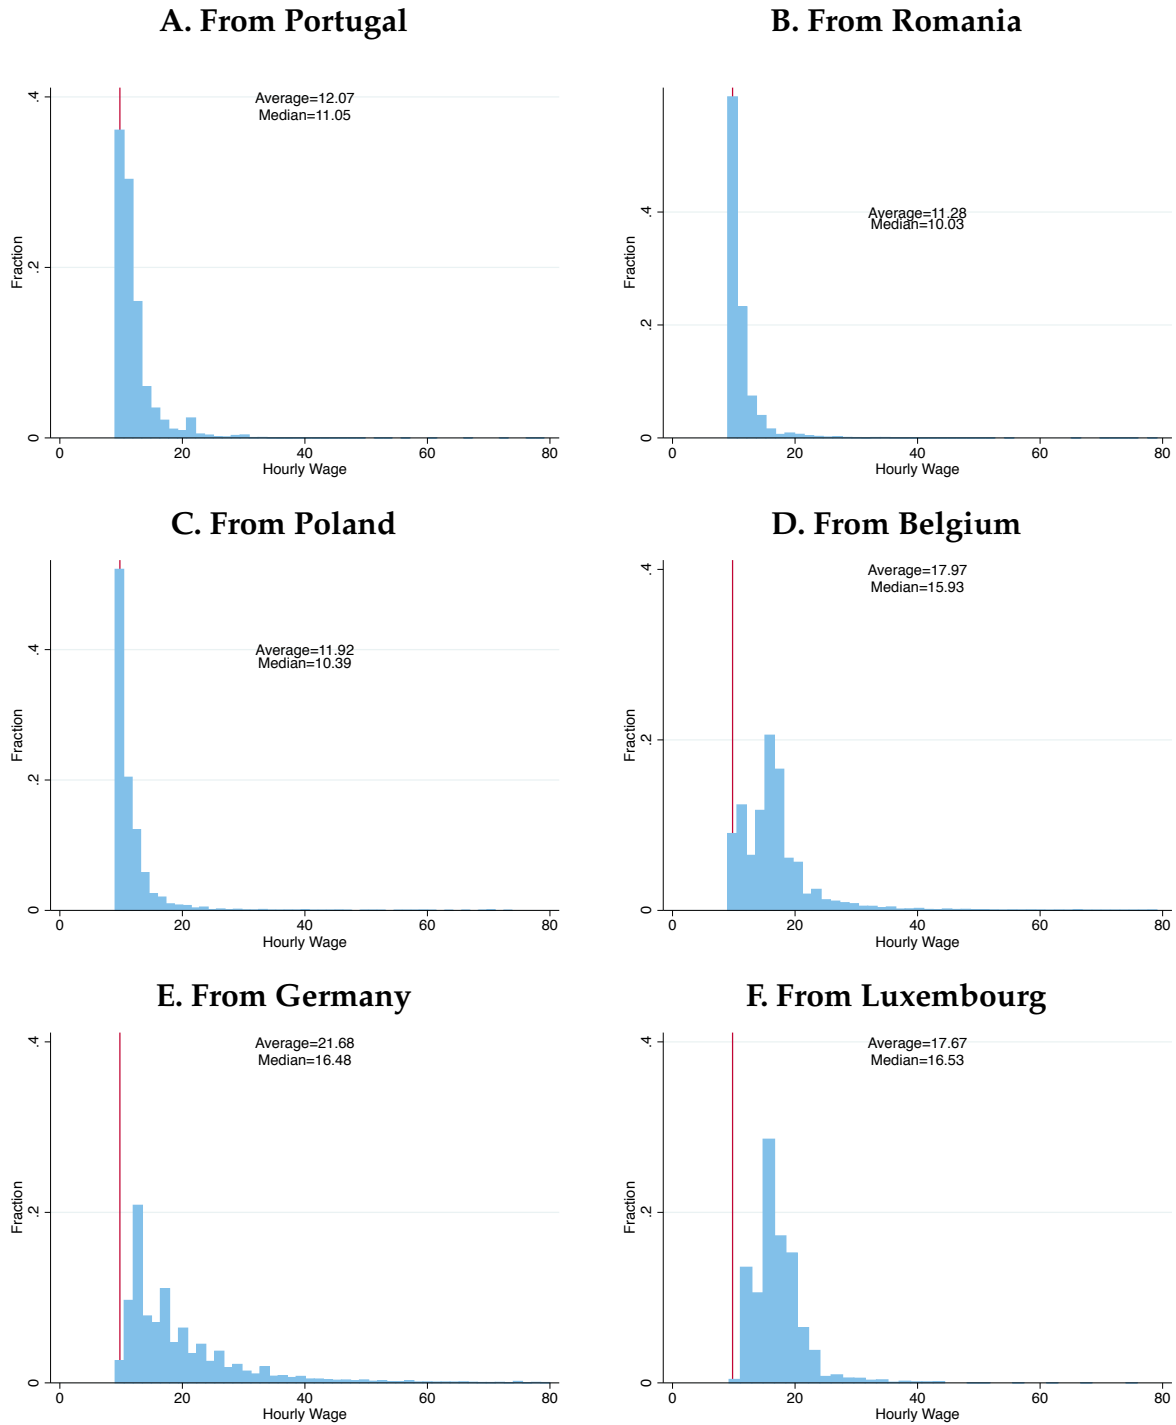 A. From Portugal
Average=12.07
Median=11.05
.4
.2
0
Fraction
0 20 40 60 80
Hourly Wage
B. From Romania
Average=11.28
Median=10.03
.4
.2
0
Fraction
0 20 40 60 80
Hourly Wage
C. From Poland
Average=11.92
Median=10.39
.4
.2
0
Fraction
0 20 40 60 80
Hourly Wage
D. From Belgium
Average=17.97
Median=15.93
.4
.2
0
Fraction
0 20 40 60 80
Hourly Wage
E. From Germany
Average=21.68
Median=16.48
.4
.2
0
Fraction
0 20 40 60 80
Hourly Wage
F. From Luxembourg
Average=17.67
Median=16.53
.4
.2
0
Fraction
0 20 40 60 80
Hourly Wage